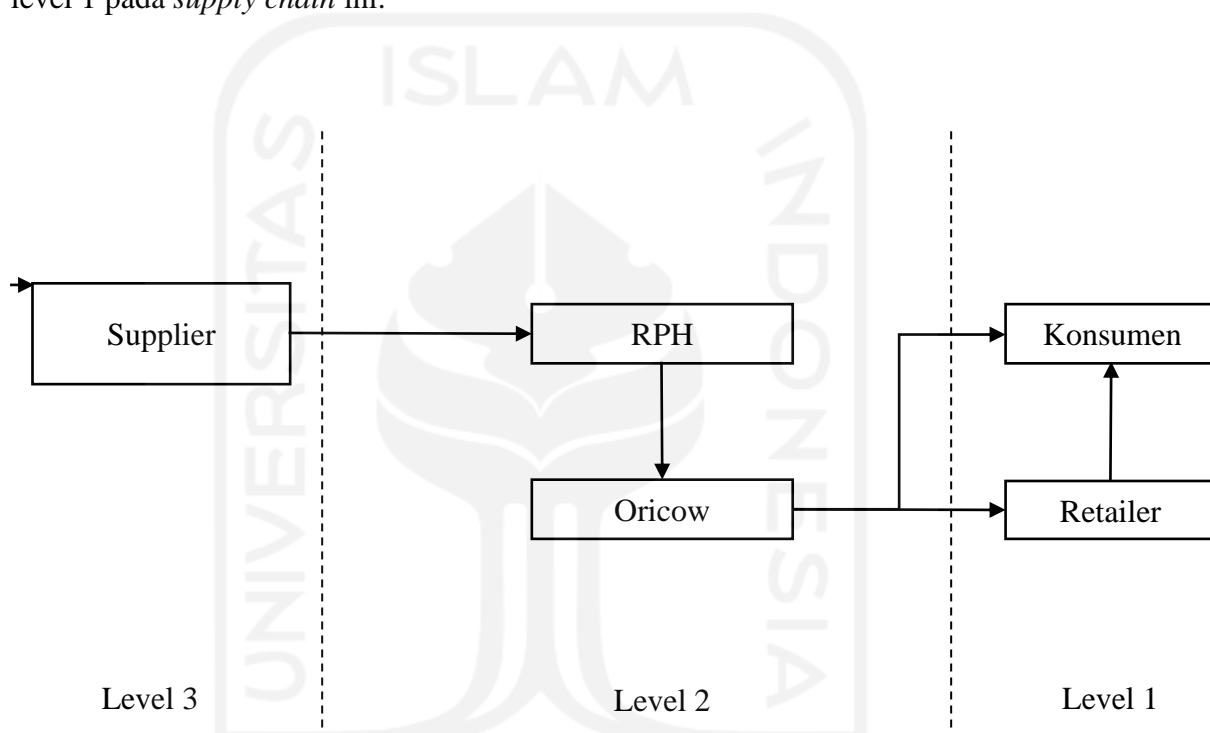 level 1 pada supply chain ini.
ISLAM
UNIVERSITAS
INDONESIA
Supplier
RPH
Konsumen
Oricow
Retailer
Level 3
Level 2
Level 1